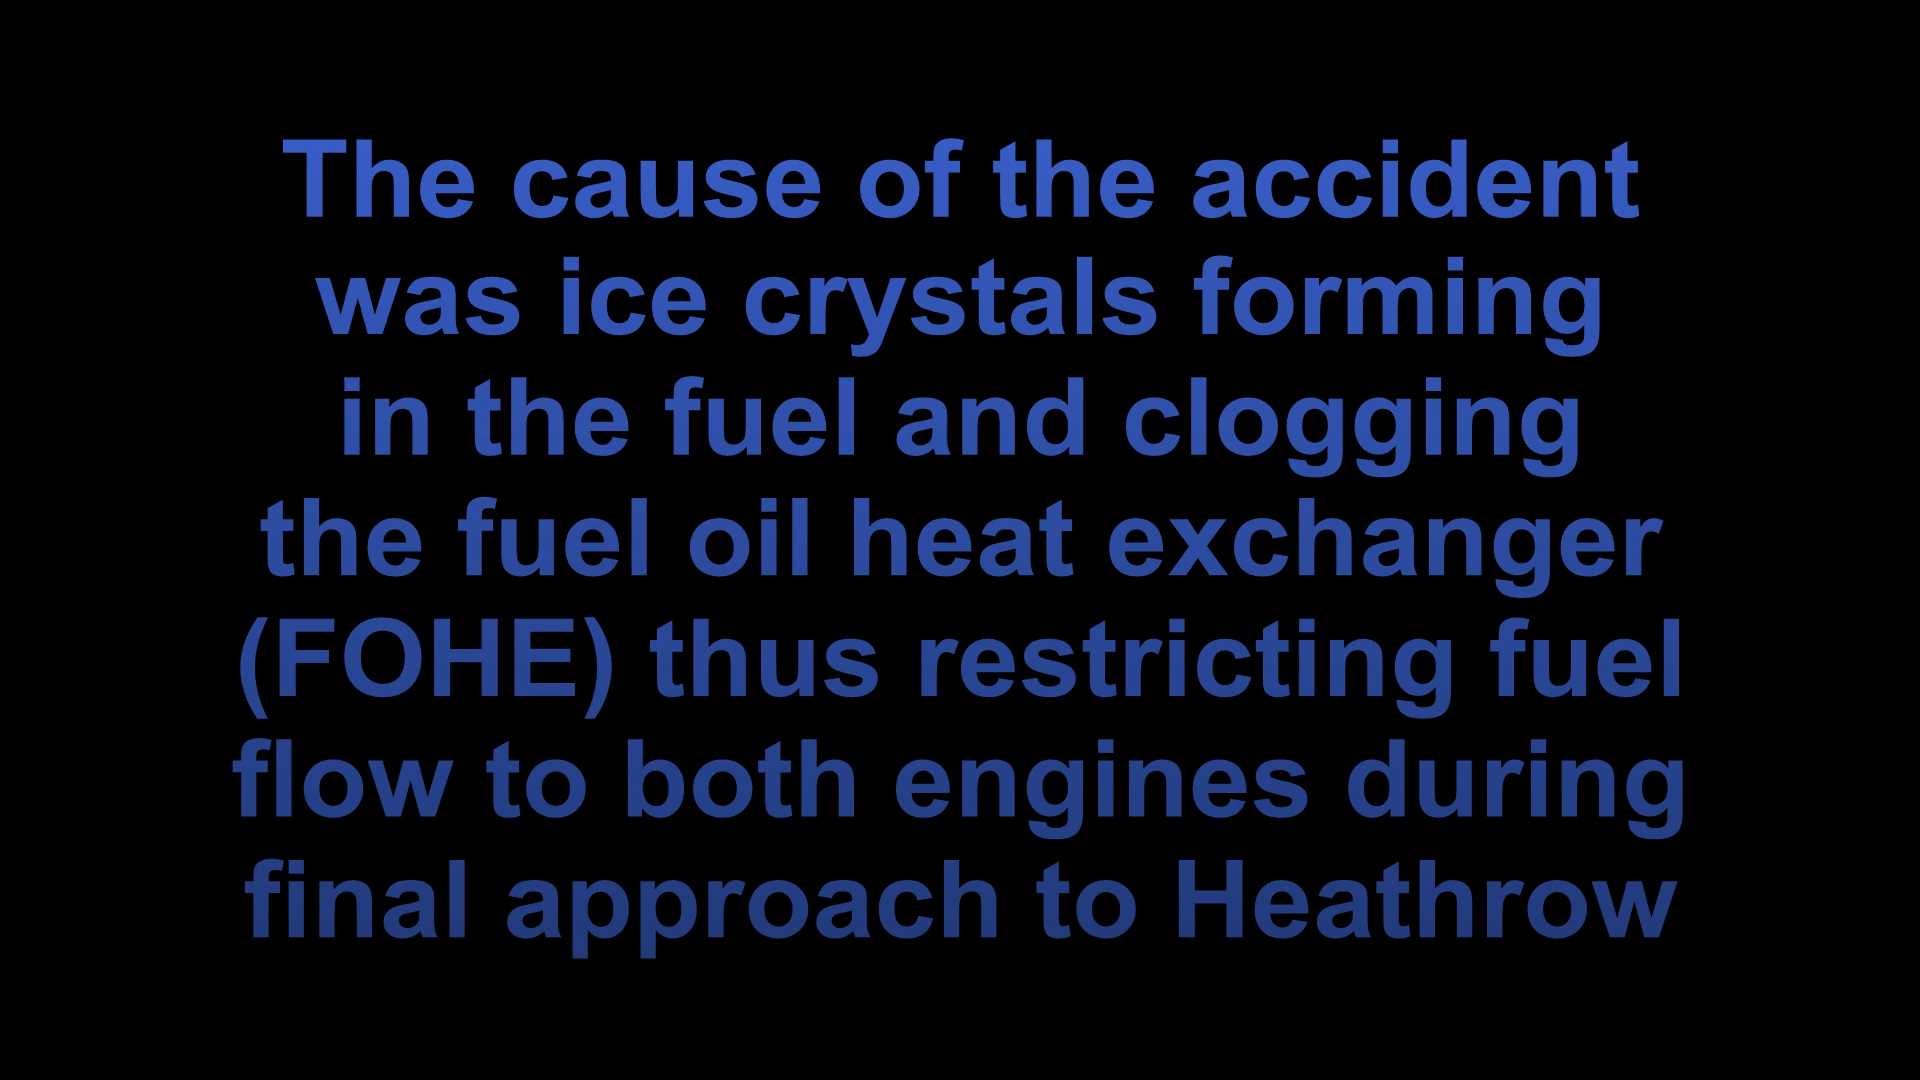 The cause of the accident
was ice crystals forming
in the fuel and clogging
the fuel oil heat exchanger
(FOHE) thus restricting fuel
flow to both engines during
final approach to Heathrow